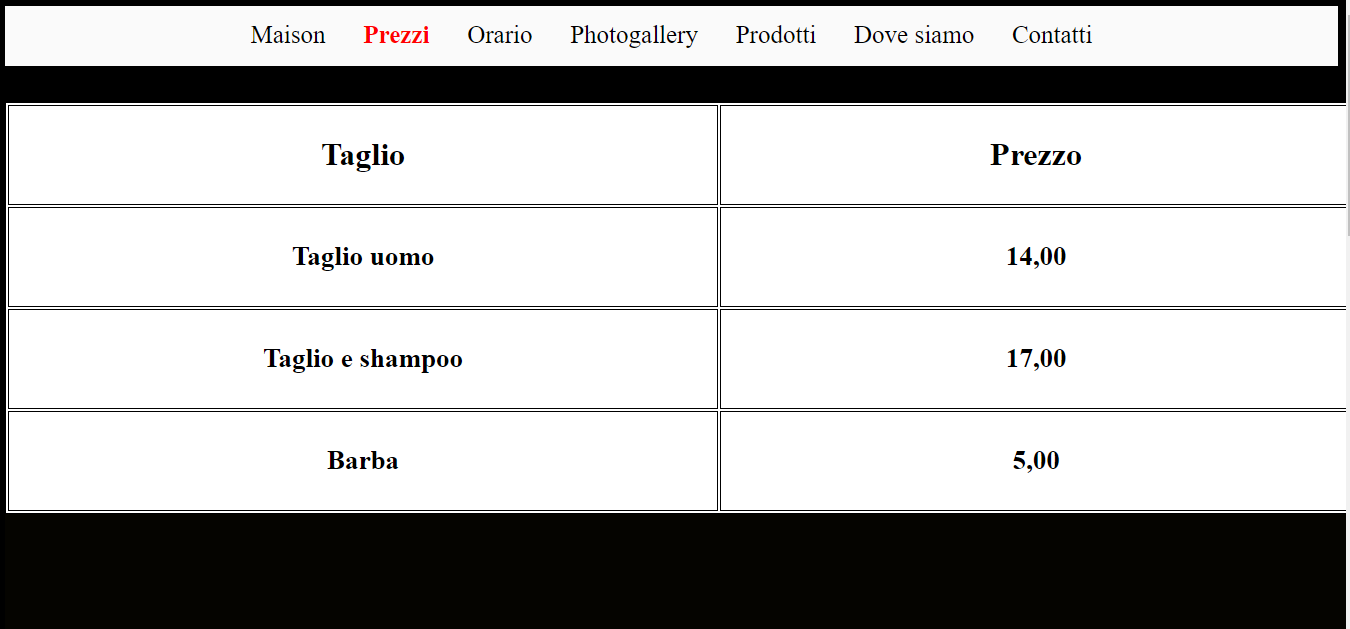 Maison Prezzi Orario Photogallery Prodotti Dove siamo Contatti
Taglio Prezzo
Taglio uomo 14,00
Taglio e shampoo 17,00
Barba 5,00